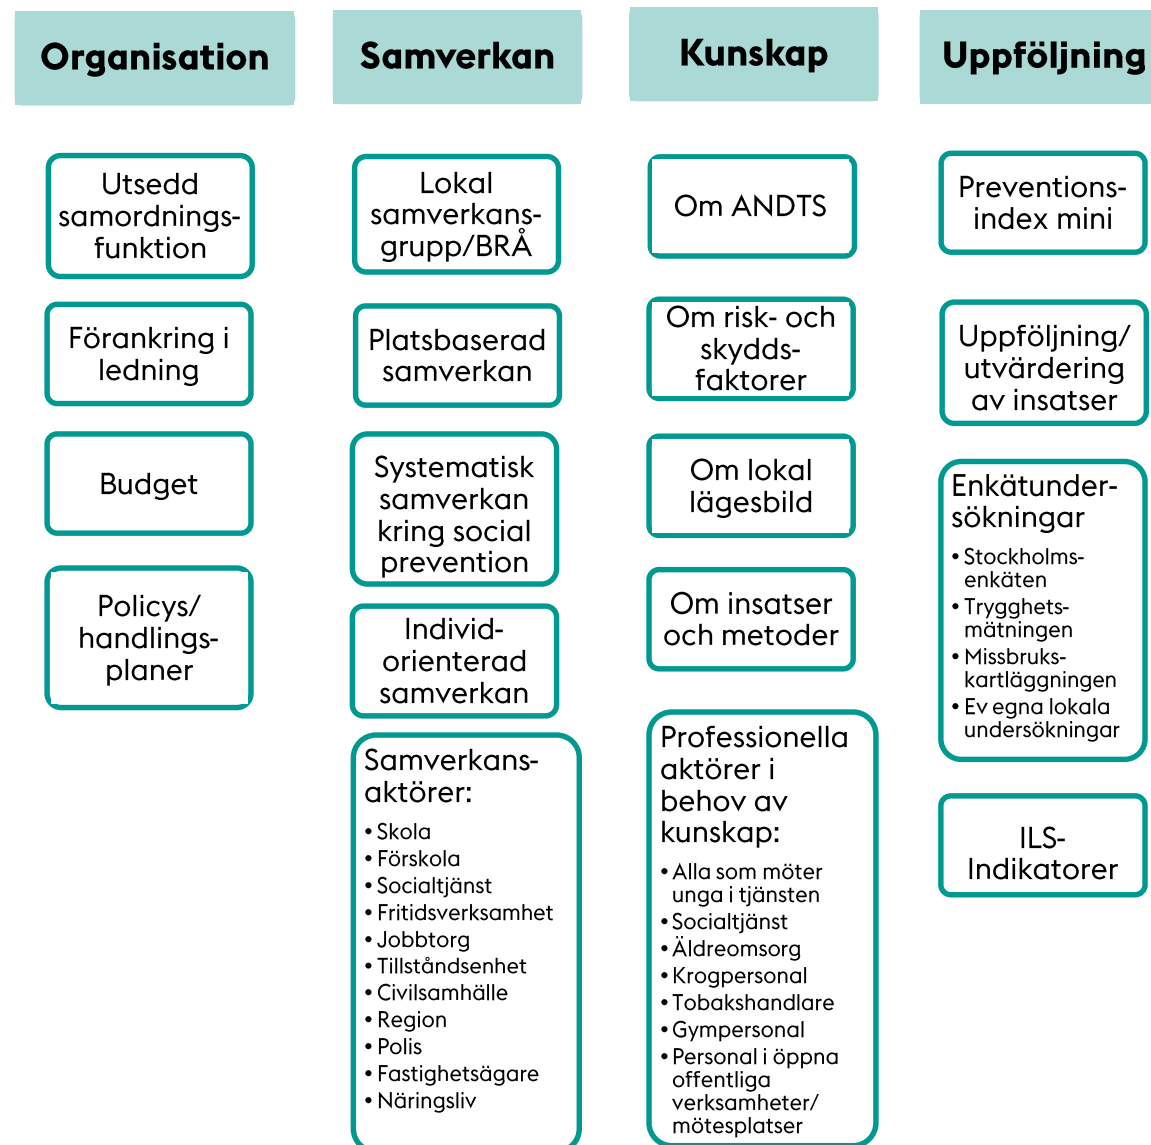 Organisation
Utsedd
samordnings-
funktion
Förankring i
ledning
Budget
Policys/
handlings-
planer
Samverkan
Lokal
samverkans-
grupp/BRÅ
Platsbaserad
samverkan
Systematisk
samverkan
kring social
prevention
Individ-
orienterad
samverkan
Samverkans-
aktörer:
• Skola
• Förskola
• Socialtjänst
• Fritidsverksamhet
• Jobbtorg
• Tillståndsenhet
• Civilsamhälle
• Region
• Polis
• Fastighetsägare
• Näringsliv
Kunskap
Om ANDTS
Om risk- och
skydds-
faktorer
Om lokal
lägesbild
Om insatser
och metoder
Professionella
aktörer i
behov av
kunskap:
• Alla som möter
unga i tjänsten
• Socialtjänst
• Äldreomsorg
• Krogpersonal
• Tobakshandlare
• Gympersonal
• Personal i öppna
offentliga
verksamheter/
mötesplatser
Uppföljning
Preventions-
index mini
Uppföljning/
utvärdering
av insatser
Enkätunder-
sökningar
• Stockholms-
enkäten
• Trygghets-
mätningen
• Missbruks-
kartläggningen
• Ev egna lokala
undersökningar
ILS-
Indikatorer